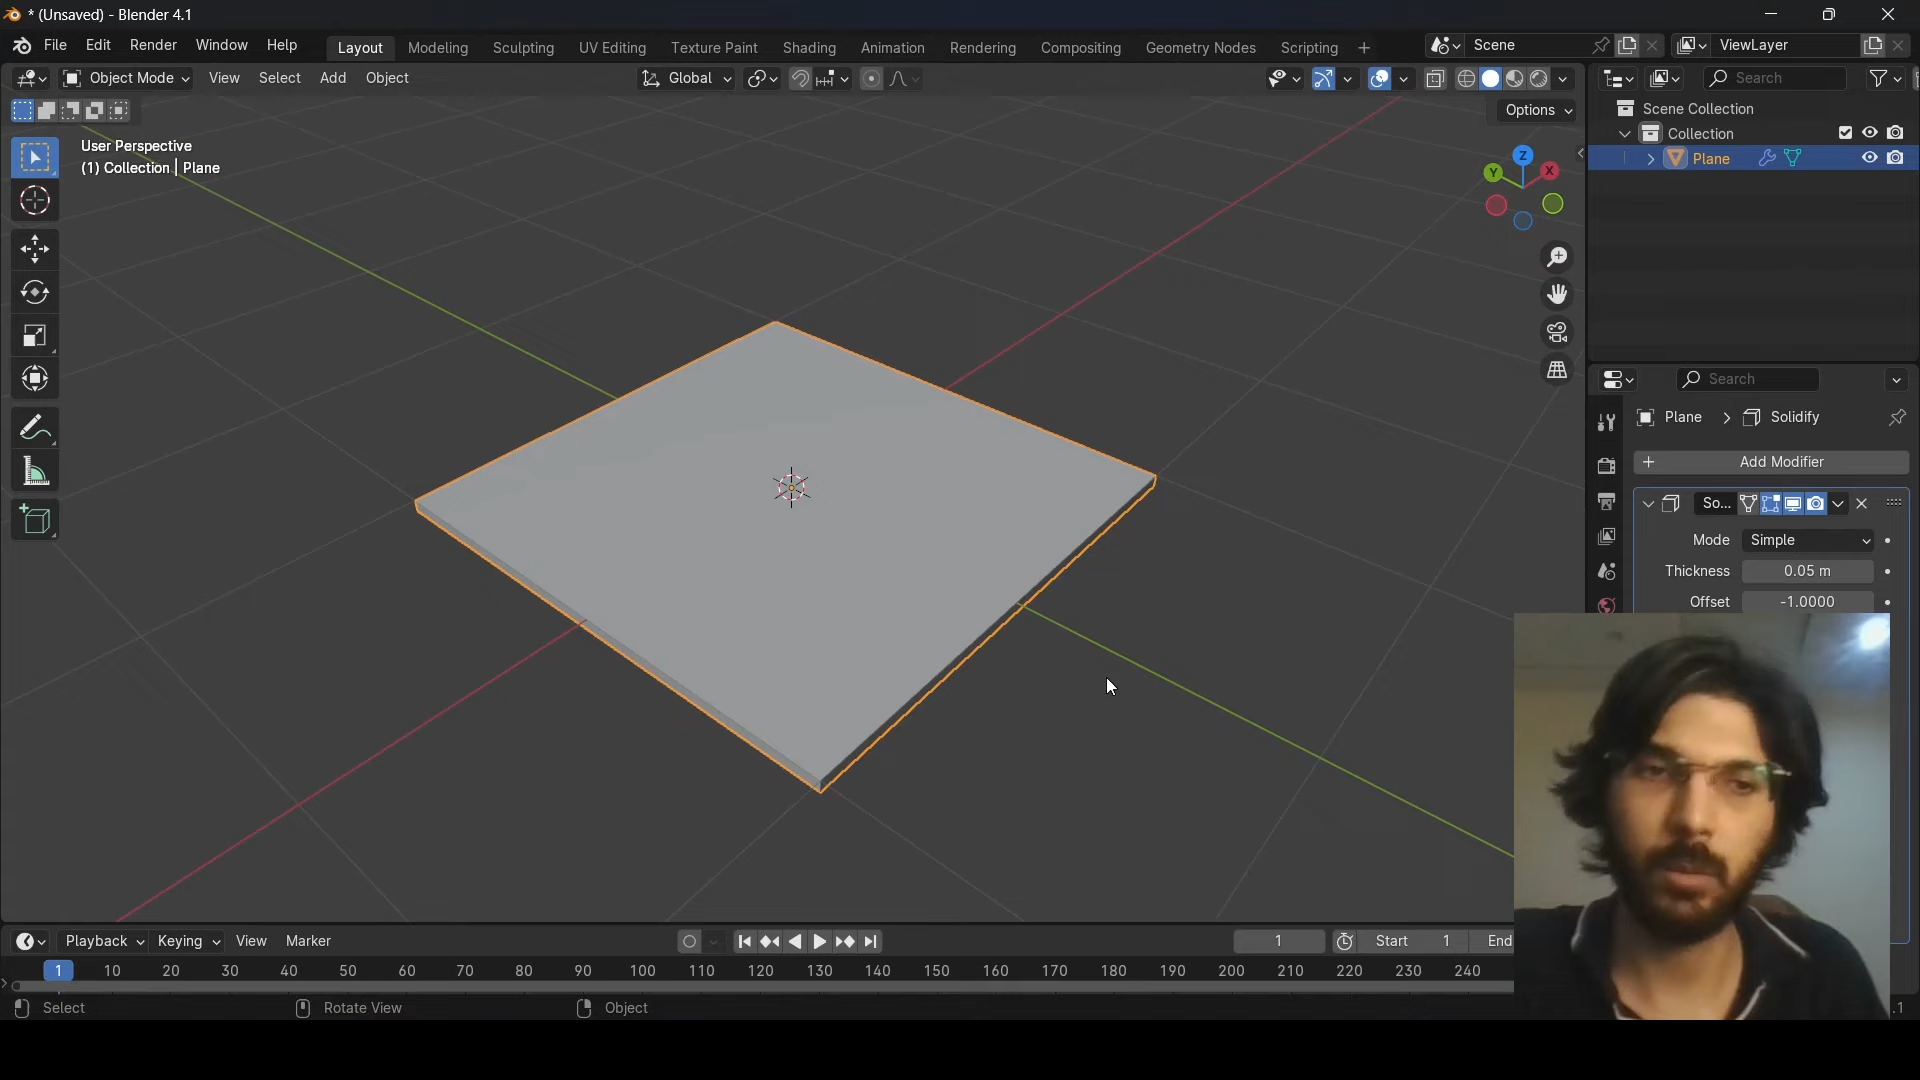 * (Unsaved) - Blender 4.1
File Edit Render Window Help Layout Modeling Sculpting UV Editing Texture Paint Shading Animation Rendering Compositing Geometry Nodes Scripting + Scene ViewLayer
Object Mode View Select Add Object Global Search
Options
Scene Collection
Collection
Plane
User Perspective
(1) Collection | Plane
Z
Y
X
Search
Plane > Solidify
+ Add Modifier
So...
Mode Simple
Thickness 0.05 m
Offset -1.0000
Playback Keying View Marker 1 Start 1 End
1 10 20 30 40 50 60 70 80 90 100 110 120 130 140 150 160 170 180 190 200 210 220 230 240
Select Rotate View Object .1